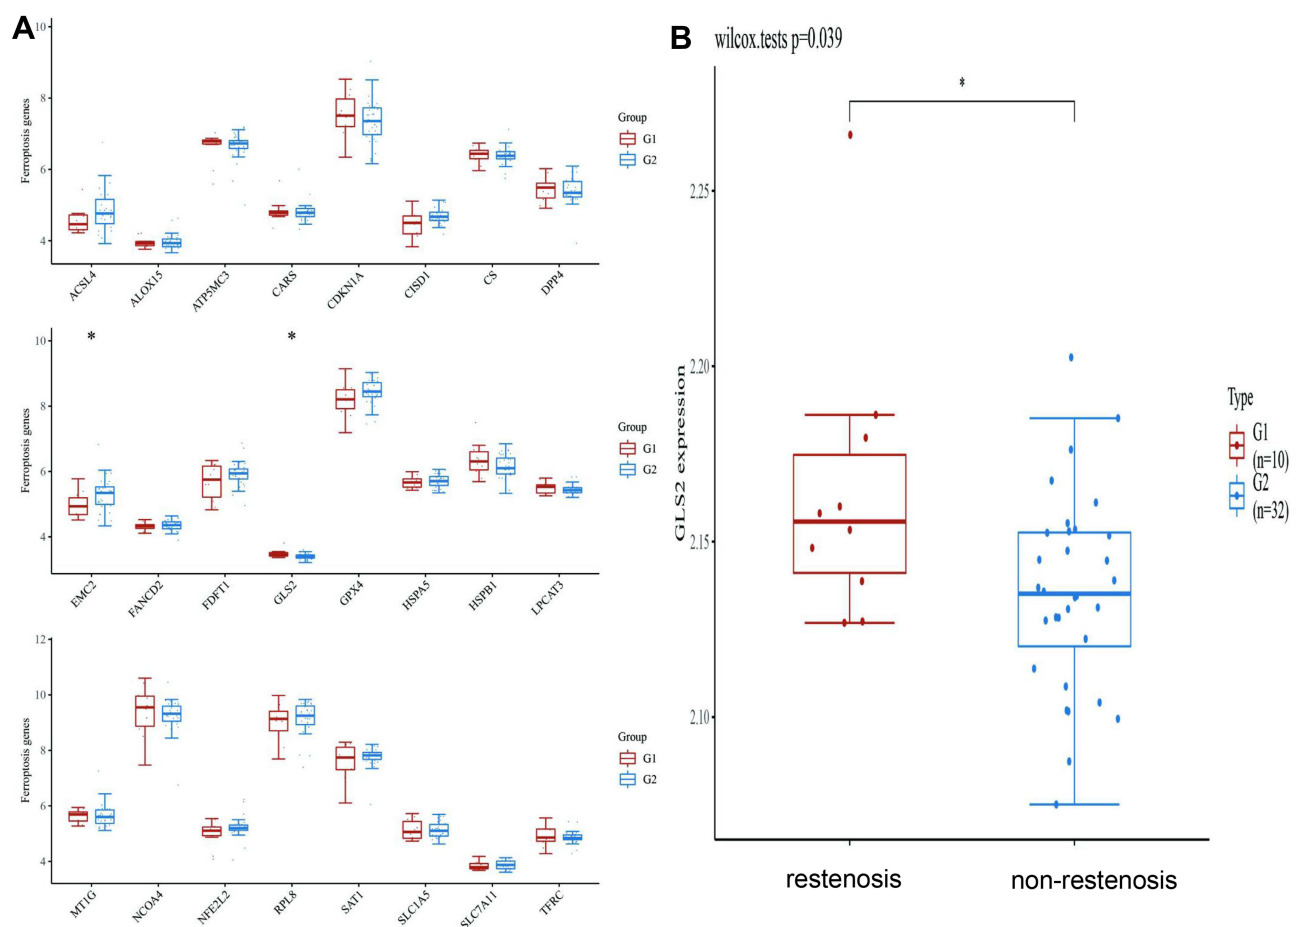 A
10
8
6
4
Ferroptosis genes
ACSL4
ALOX15
ATP5MC3
CARS
CDKN1A
CISD1
CS
DPP4
Group
G1
G2
* *
10
8
6
4
Ferroptosis genes
EMC2
FANCD2
FDFT1
GLS2
GPX4
HSPA5
HSPB1
LPCAT3
Group
G1
G2
12
10
8
6
4
Ferroptosis genes
MT1G
NCOA4
NFE2L2
RPL8
SAT1
SLC1A5
SLC7A11
TFRC
Group
G1
G2
B
wilcox.tests p=0.039
*
2.25
2.20
2.15
2.10
GLS2 expression
restenosis
non-restenosis
Type
G1
(n=10)
G2
(n=32)